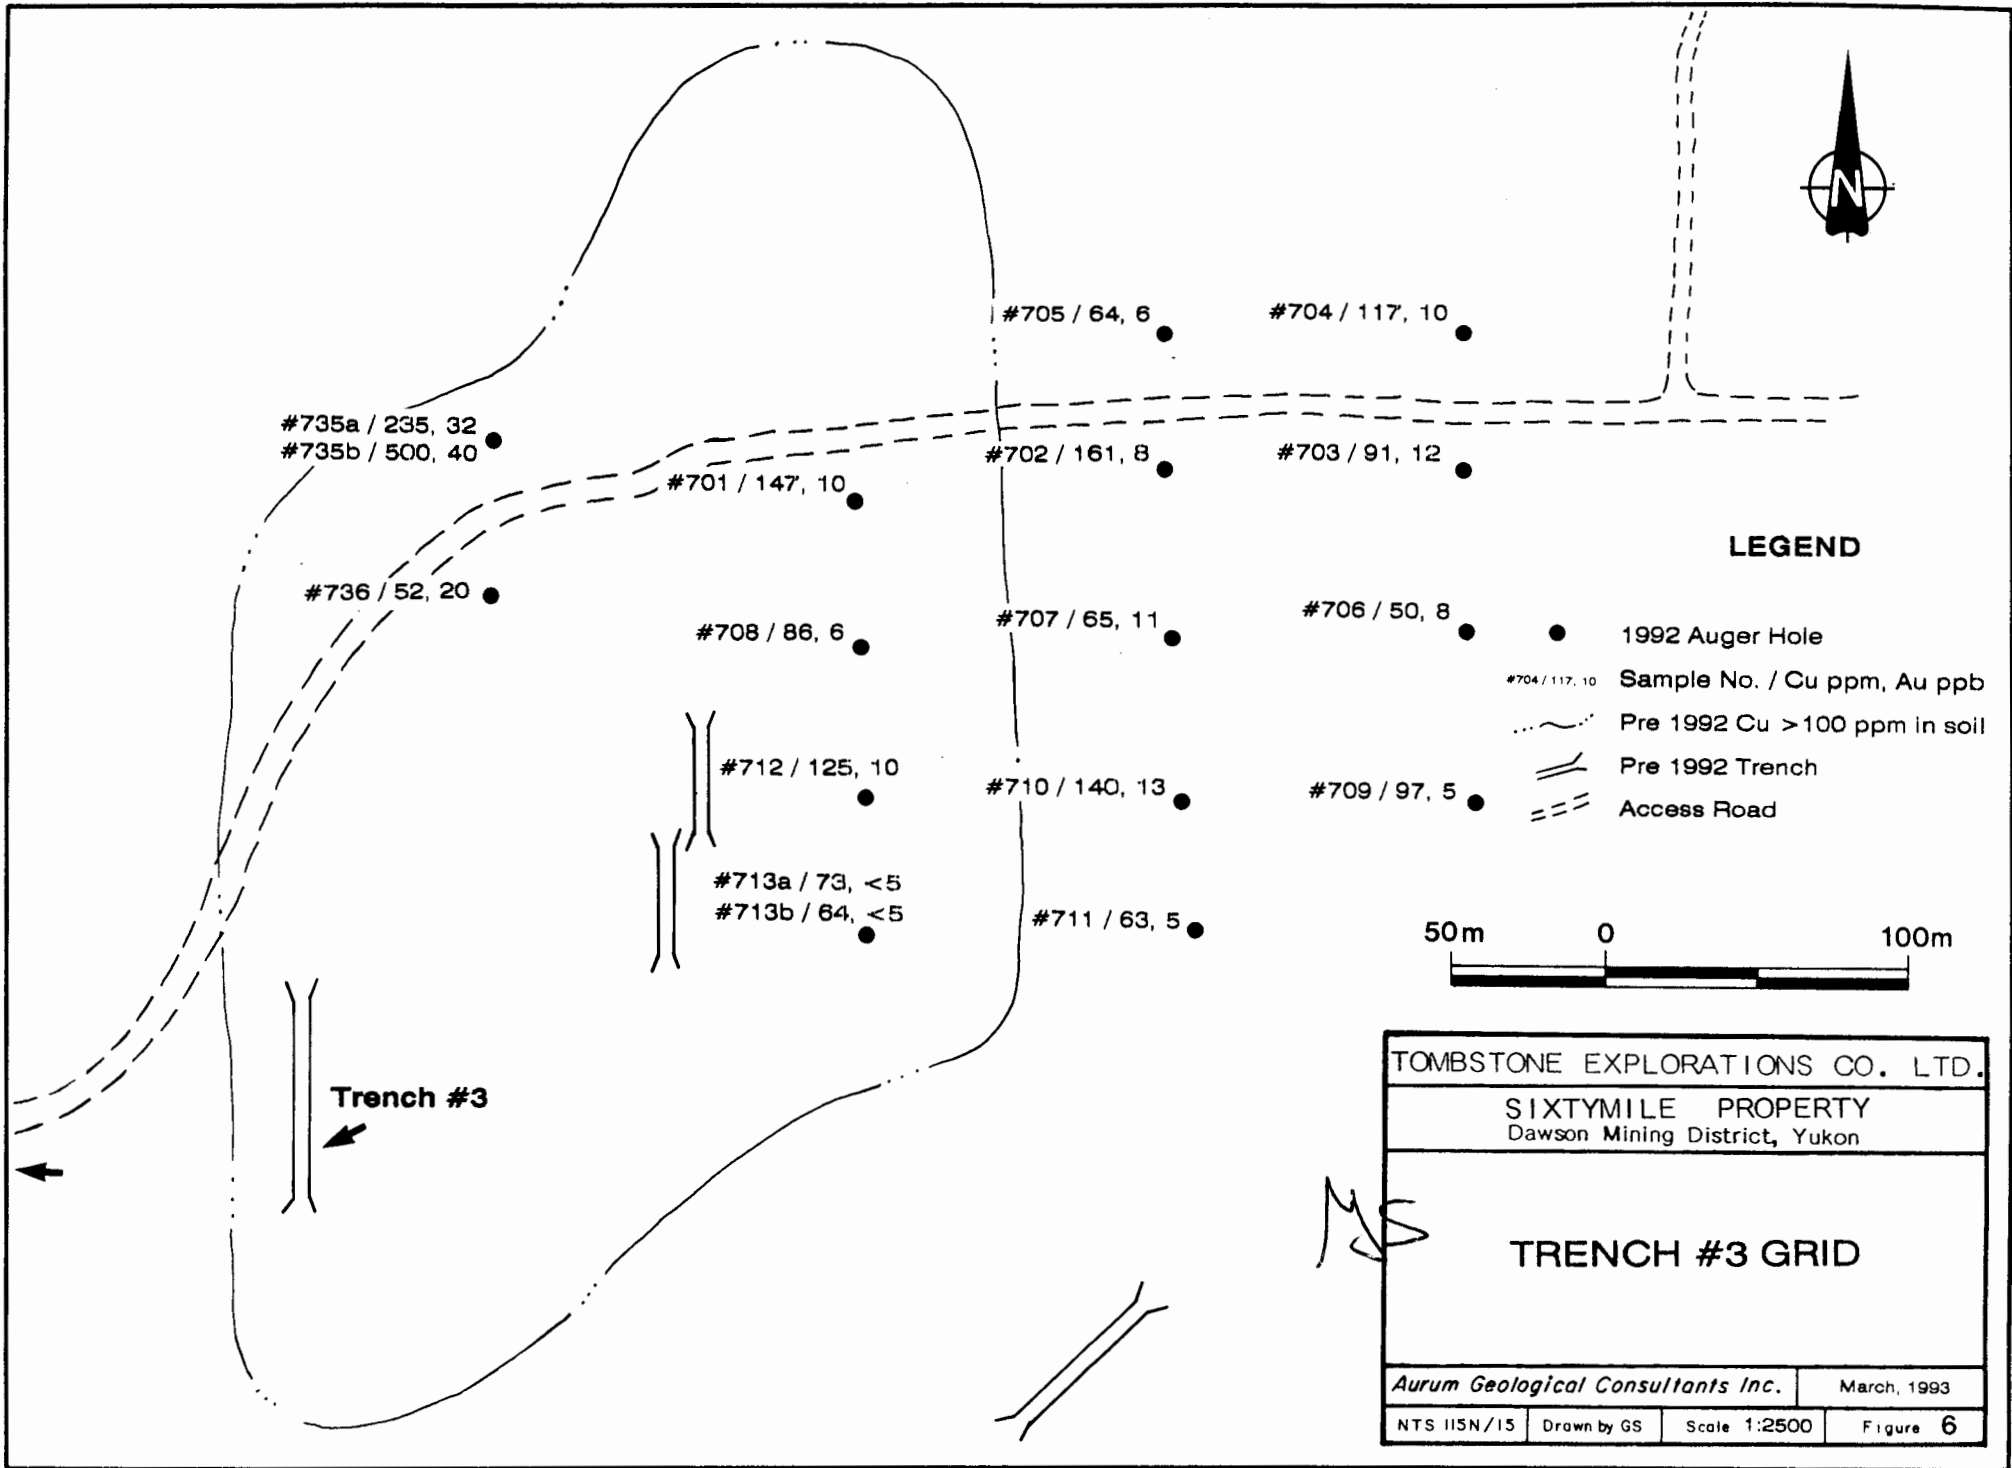 N
#705 / 64, 6
#704 / 117, 10
#735a / 235, 32
#735b / 500, 40
#702 / 161, 8
#703 / 91, 12
#701 / 147, 10
LEGEND
#736 / 52, 20
#708 / 86, 6
#707 / 65, 11
#706 / 50, 8
1992 Auger Hole
#704 / 117, 10 Sample No. / Cu ppm, Au ppb
Pre 1992 Cu >100 ppm in soil
Pre 1992 Trench
Access Road
#712 / 125, 10
#710 / 140, 13
#709 / 97, 5
#713a / 73, <5
#713b / 64, <5
#711 / 63, 5
50m 0 100m
Trench #3
TOMBSTONE EXPLORATIONS CO. LTD.
SIXTYMILE PROPERTY
Dawson Mining District, Yukon
TRENCH #3 GRID
Aurum Geological Consultants Inc. March, 1993
NTS 115N/15 Drawn by GS Scale 1:2500 Figure 6